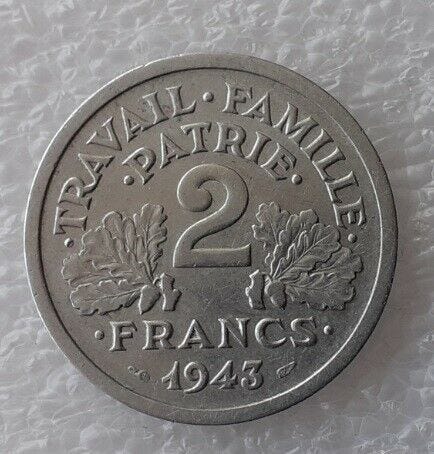 ·TRAVAIL·FAMILLE·
·PATRIE·
2
·FRANCS·
1943